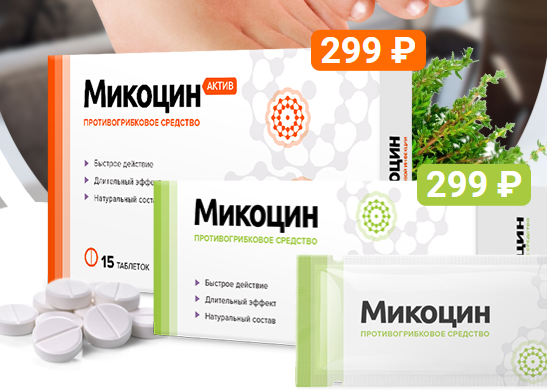 299 ₽
Микоцин АКТИВ
ПРОТИВОГРИБКОВОЕ СРЕДСТВО
Быстрое действие
Длительный эффект
Натуральный состав
15 ТАБЛЕТОК
299 ₽
Микоцин
ПРОТИВОГРИБКОВОЕ СРЕДСТВО
Быстрое действие
Длительный эффект
Натуральный состав
Микоцин
ПРОТИВОГРИБКОВОЕ СРЕДСТВО